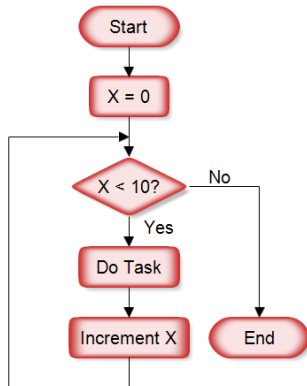 Start
X = 0
X < 10?
No
Yes
Do Task
Increment X
End